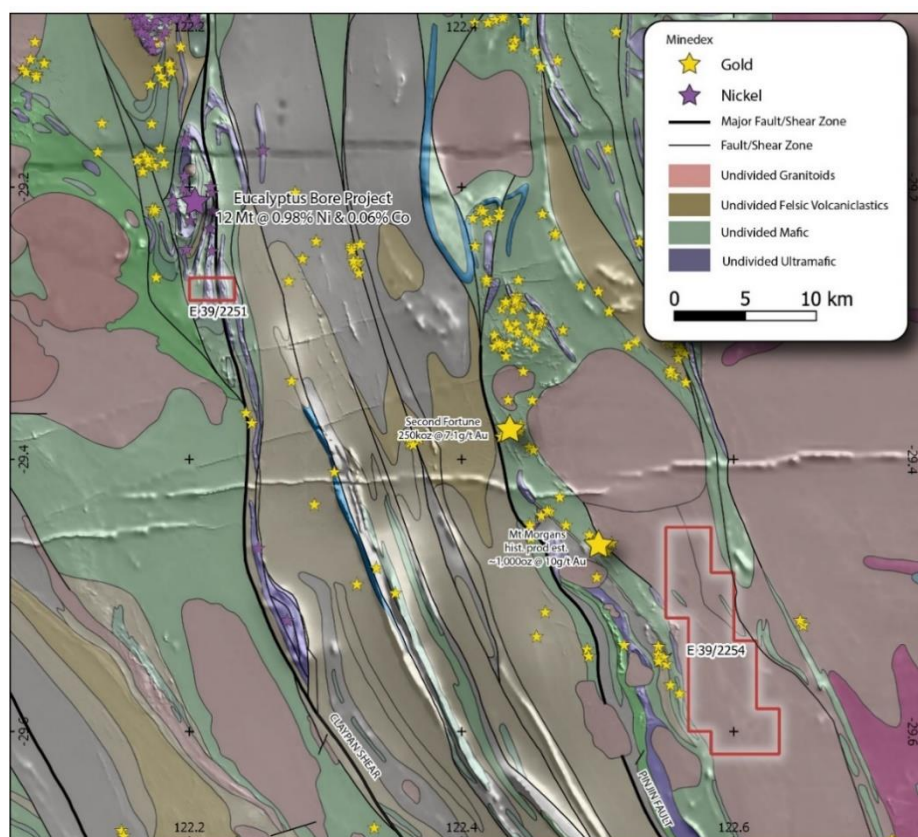 122.2
122.4
Minedex
Gold
Nickel
Major Fault/Shear Zone
Fault/Shear Zone
Undivided Granitoids
Undivided Felsic Volcaniclastics
Undivided Mafic
Undivided Ultramafic
0 5 10 km
-29.2
Eucalyptus Bore Project
12 Mt @ 0.98% Ni & 0.06% Co
E 39/2251
Second Fortune
250koz @ 7.1g/t Au
-29.4
-29.4
Mt Morgans
hist. prod est.
~1,000oz @ 10g/t Au
E 39/2254
-29.6
-29.6
CLAYPAN SHEAR
PINJIN FAULT
122.2
122.4
122.6